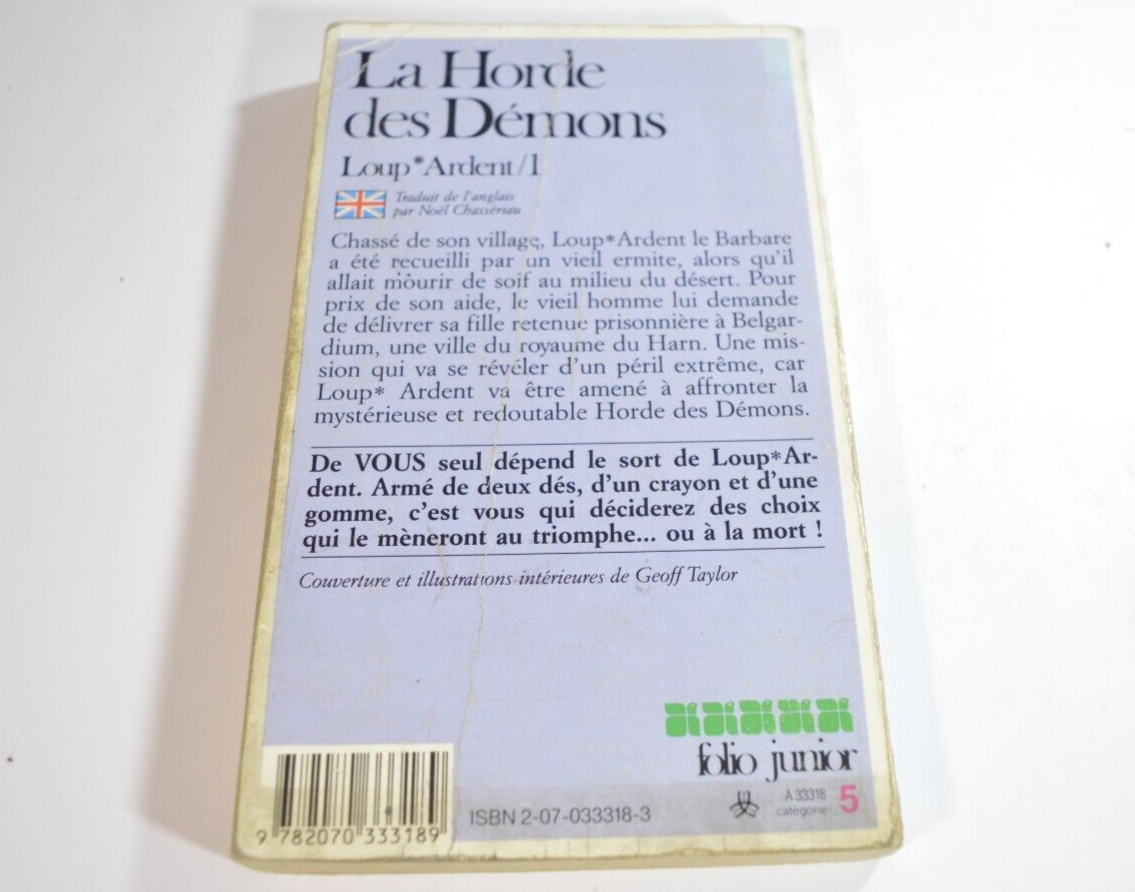 La Horde
des Démons
Loup*Ardent/1
Traduit de l'anglais
par Noël Chassériau
Chassé de son village, Loup*Ardent le Barbare
a été recueilli par un vieil ermite, alors qu'il
allait mourir de soif au milieu du désert. Pour
prix de son aide, le vieil homme lui demande
de délivrer sa fille retenue prisonnière à Belgar-
dium, une ville du royaume du Harn. Une mis-
sion qui va se révéler d'un péril extrême, car
Loup* Ardent va être amené à affronter la
mystérieuse et redoutable Horde des Démons.
De VOUS seul dépend le sort de Loup*Ar-
dent. Armé de deux dés, d'un crayon et d'une
gomme, c'est vous qui déciderez des choix
qui le mèneront au triomphe... ou à la mort !
Couverture et illustrations intérieures de Geoff Taylor
folio junior
A 33318
catégorie 5
ISBN 2-07-033318-3
9 782070 333189